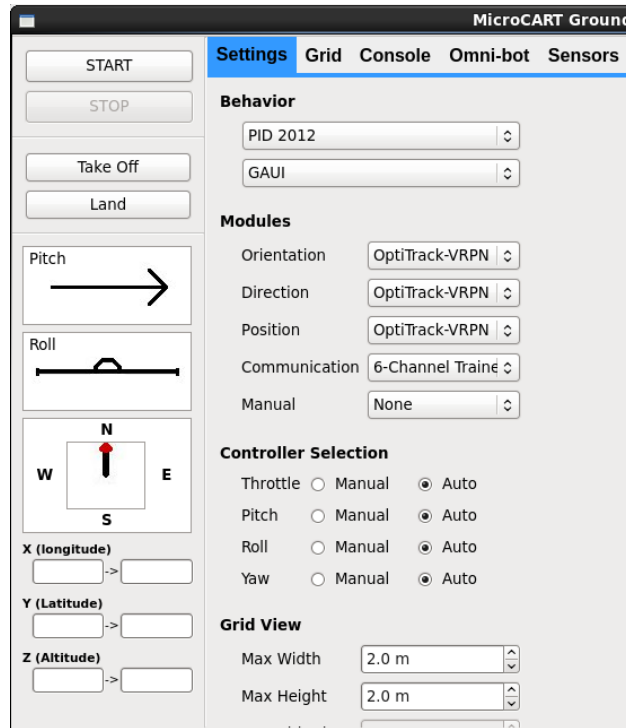 MicroCART Groun
START
STOP
Take Off
Land
Pitch
Roll
N
W E
S
X (longitude)
->
Y (Latitude)
->
Z (Altitude)
->
Settings Grid Console Omni-bot Sensors
Behavior
PID 2012
GAUI
Modules
Orientation OptiTrack-VRPN
Direction OptiTrack-VRPN
Position OptiTrack-VRPN
Communication 6-Channel Traine
Manual None
Controller Selection
Throttle Manual Auto
Pitch Manual Auto
Roll Manual Auto
Yaw Manual Auto
Grid View
Max Width 2.0 m
Max Height 2.0 m